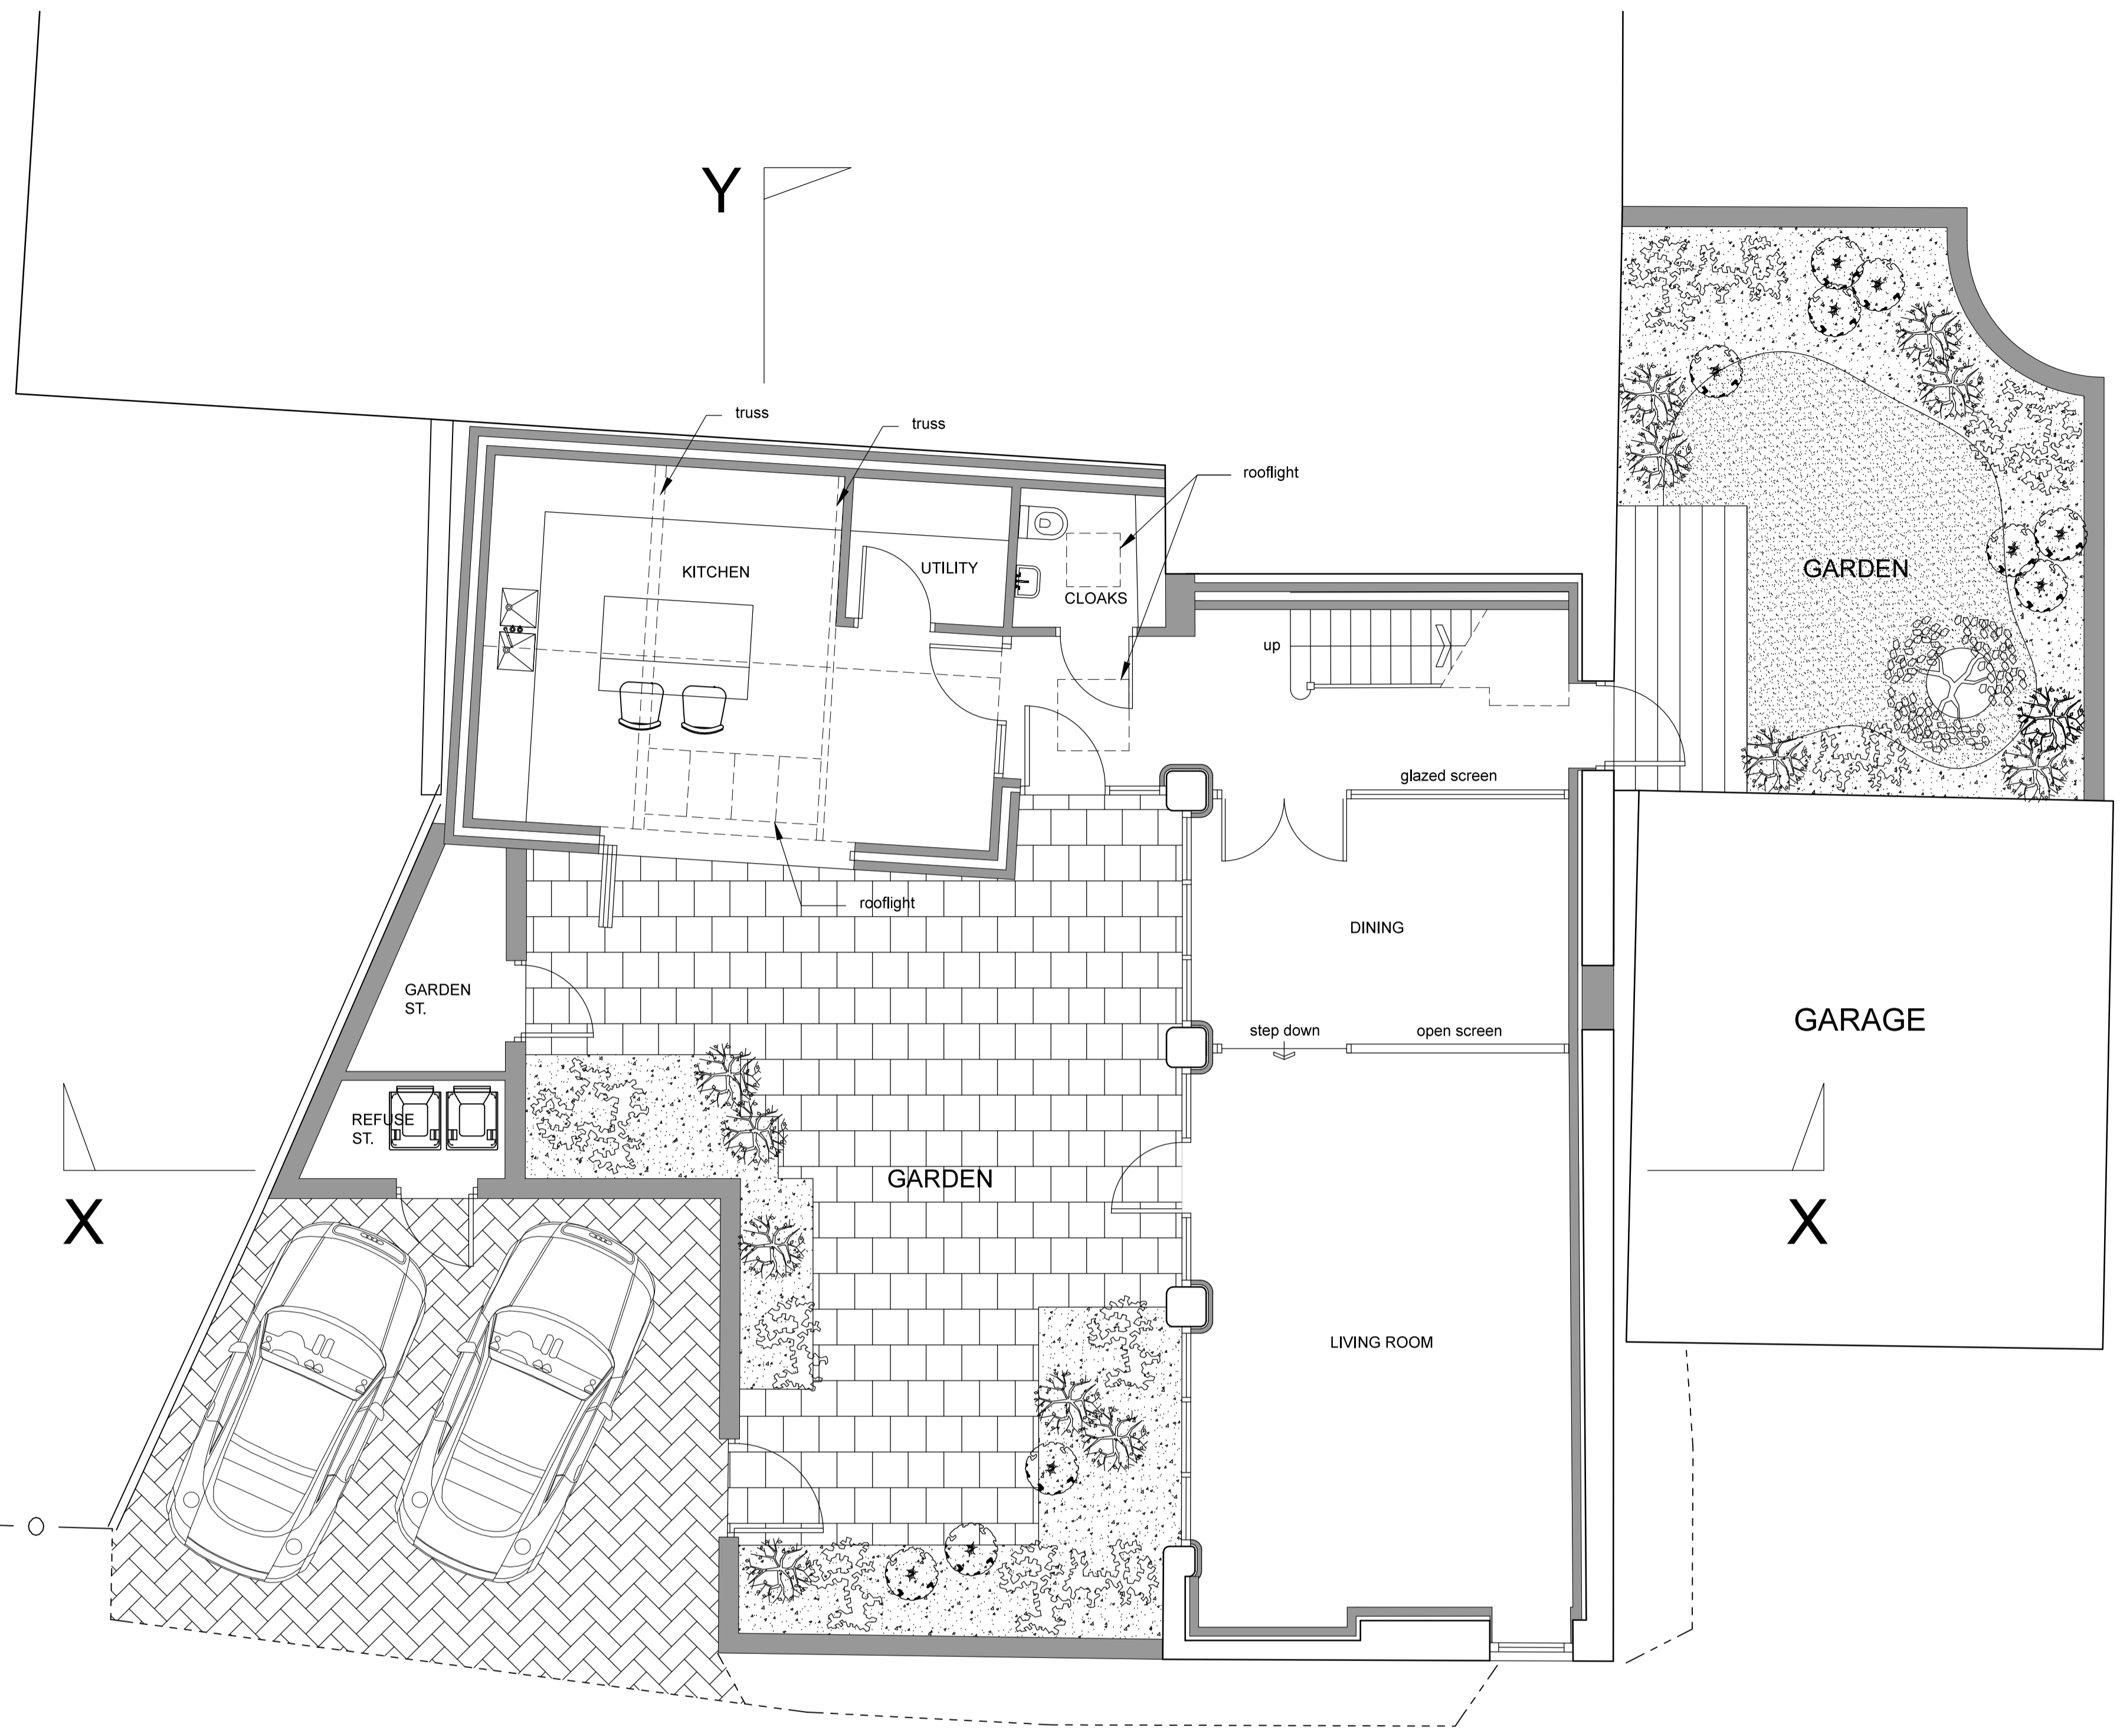 Y
truss
truss
rooflight
KITCHEN
UTILITY
CLOAKS
GARDEN
up
glazed screen
rooflight
DINING
GARDEN
ST.
step down
open screen
GARAGE
REFUSE
ST.
GARDEN
X
X
LIVING ROOM